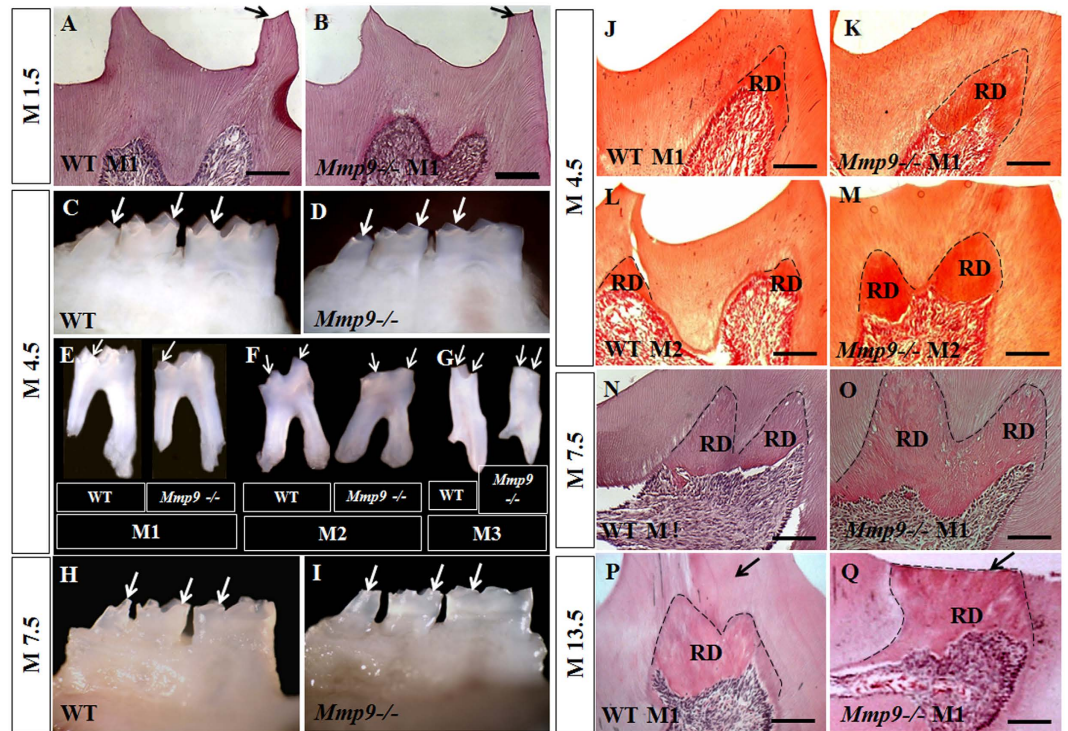 M 1.5
A
WT M1
B
Mmp9-/- M1
M 4.5
C
WT
D
Mmp9-/-
E
F
G
WT
Mmp9 -/-
WT
Mmp9 -/-
WT
Mmp9
-/-
M1
M2
M3
M 7.5
H
WT
I
Mmp9-/-
M 4.5
J
RD
WT M1
K
RD
Mmp9-/- M1
L
RD
RD
WT M2
M
RD
RD
Mmp9-/- M2
M 7.5
N
RD
RD
WT M!
O
RD
RD
Mmp9-/- M1
M 13.5
P
RD
WT M1
Q
RD
Mmp9-/- M1